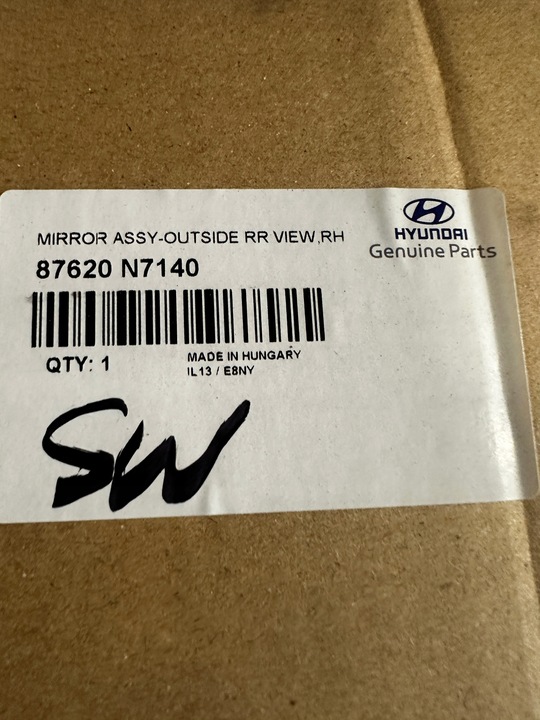 HYUNDAI
Genuine Parts
MIRROR ASSY-OUTSIDE RR VIEW,RH
87620 N7140
QTY: 1
MADE IN HUNGARY
IL13 / E8NY
SW